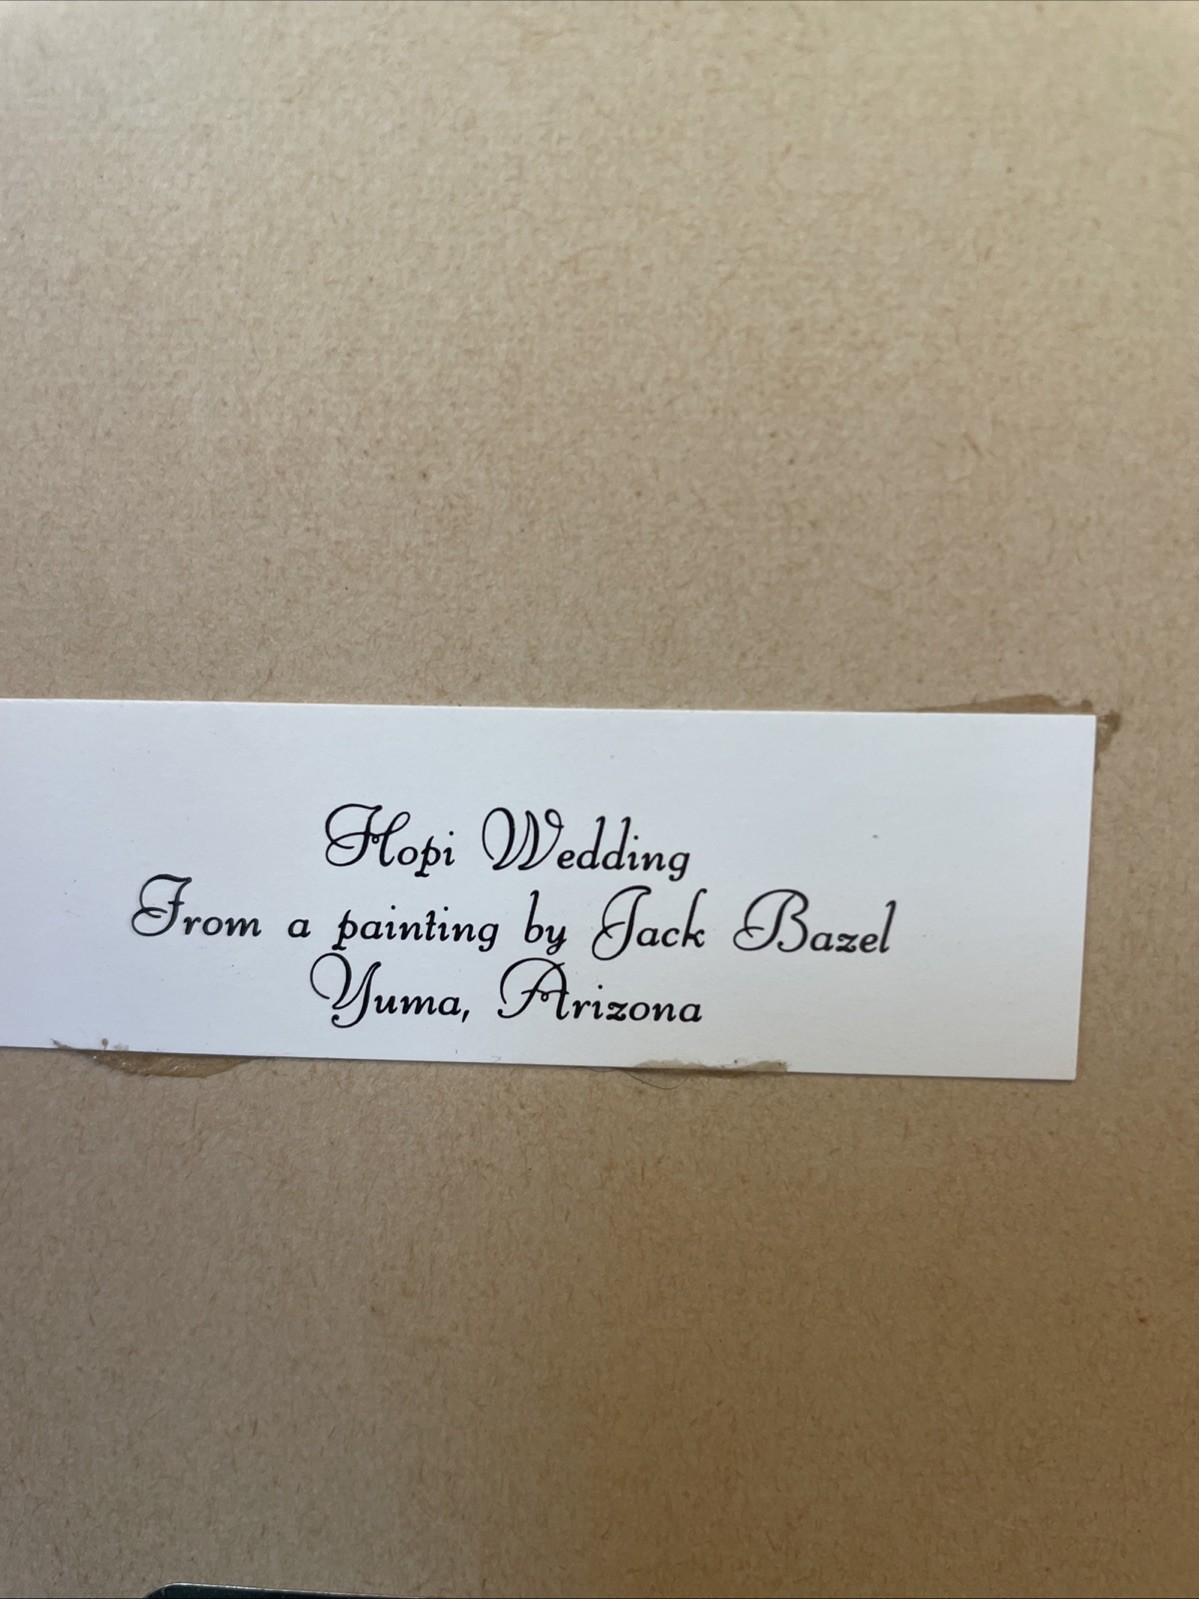 Hopi Wedding
From a painting by Jack Bazel
Yuma, Arizona